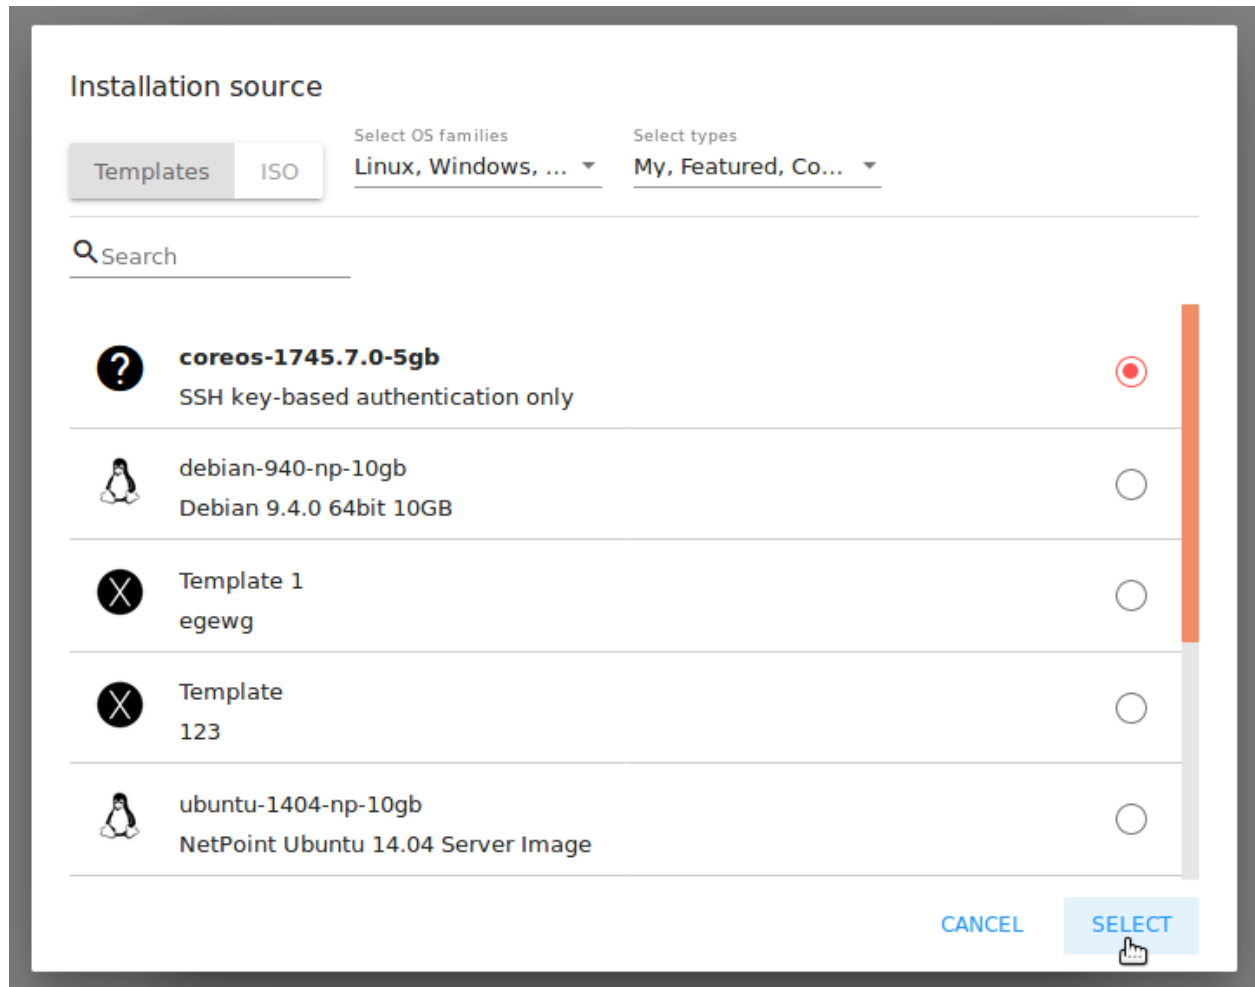 Installation source
Templates
ISO
Select OS families
Linux, Windows, ...
Select types
My, Featured, Co...
Search
coreos-1745.7.0-5gb
SSH key-based authentication only
debian-940-np-10gb
Debian 9.4.0 64bit 10GB
Template 1
egewg
Template
123
ubuntu-1404-np-10gb
NetPoint Ubuntu 14.04 Server Image
CANCEL
SELECT